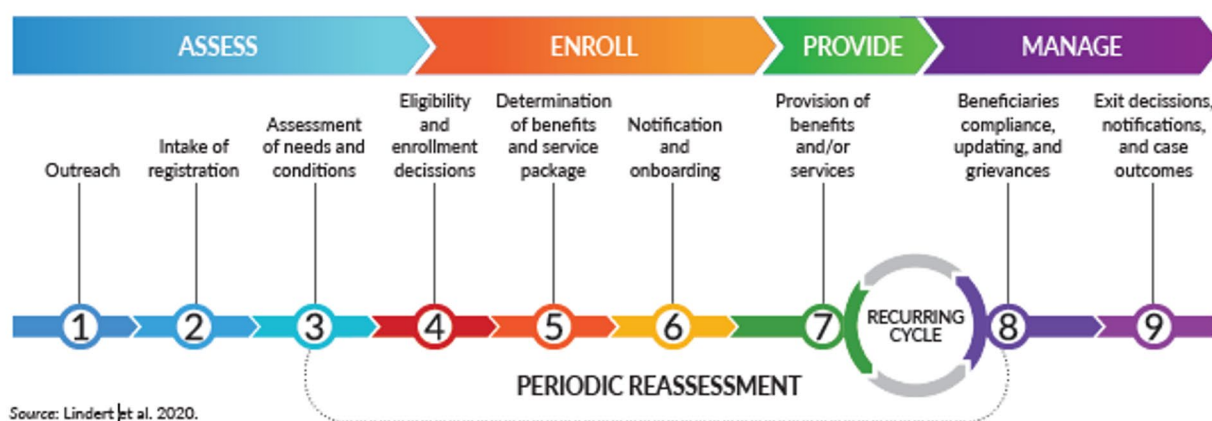 ASSESS
ENROLL
PROVIDE
MANAGE
Outreach
Intake of
registration
Assessment
of needs and
conditions
Eligibility
and
enrollment
decissions
Determination
of benefits
and service
package
Notification
and
onboarding
Provision of
benefits
and/or
services
Beneficiaries
compliance,
updating, and
grievances
Exit decissions,
notifications,
and case
outcomes
1
2
3
4
5
6
7
RECURRING
CYCLE
8
9
PERIODIC REASSESSMENT
Source: Lindert et al. 2020.